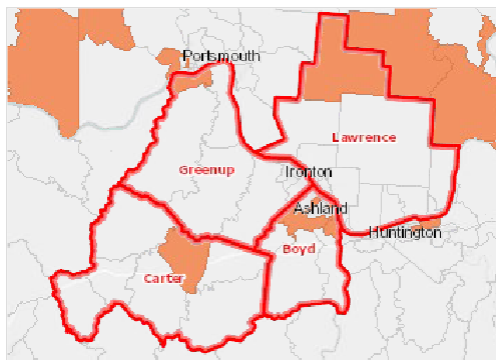 Portsmouth
Lawrence
Greenup
Ironton
Ashland
Huntington
Boyd
Carter